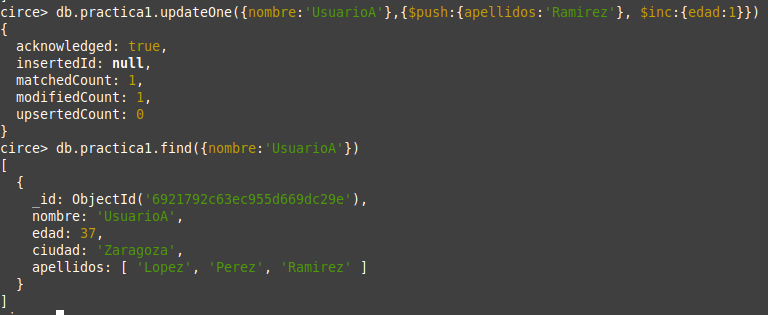 circe> db.practica1.updateOne({nombre:'UsuarioA'},{$push:{apellidos:'Ramirez'}, $inc:{edad:1}})
{
  acknowledged: true,
  insertedId: null,
  matchedCount: 1,
  modifiedCount: 1,
  upsertedCount: 0
}
circe> db.practica1.find({nombre:'UsuarioA'})
[
  {
    _id: ObjectId('6921792c63ec955d669dc29e'),
    nombre: 'UsuarioA',
    edad: 37,
    ciudad: 'Zaragoza',
    apellidos: [ 'Lopez', 'Perez', 'Ramirez' ]
  }
]